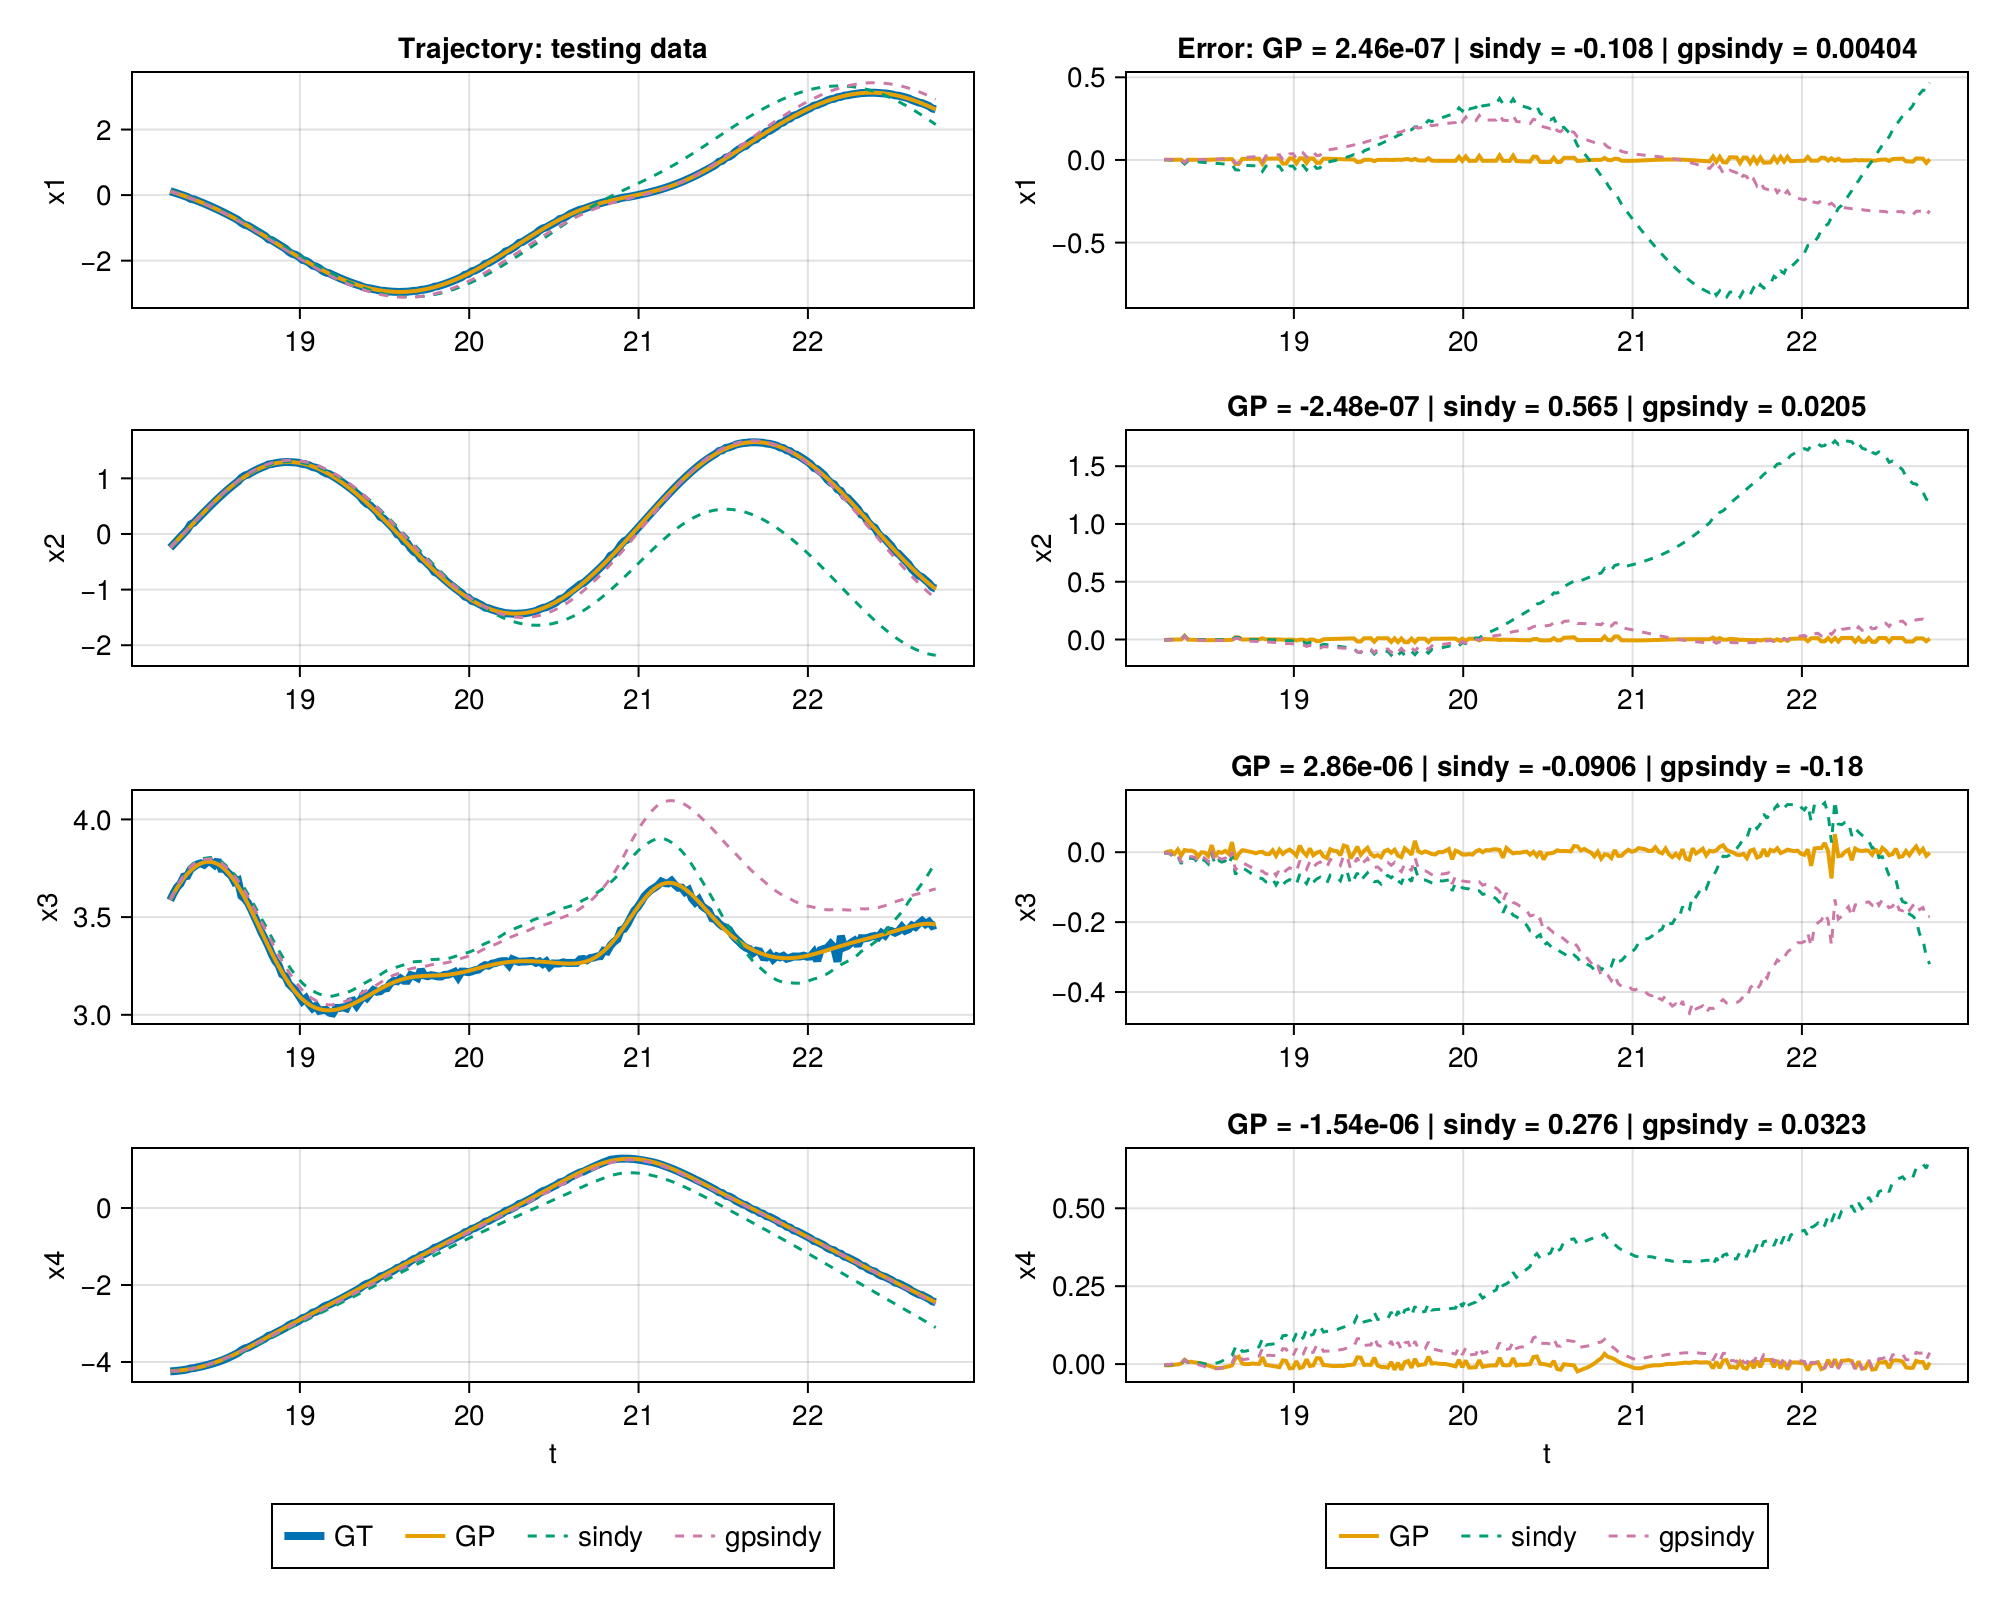 Trajectory: testing data
x1
2
0
−2
19 20 21 22
Error: GP = 2.46e-07 | sindy = -0.108 | gpsindy = 0.00404
x1
0.5
0.0
−0.5
19 20 21 22
x2
1
0
−1
−2
19 20 21 22
GP = -2.48e-07 | sindy = 0.565 | gpsindy = 0.0205
x2
1.5
1.0
0.5
0.0
19 20 21 22
x3
4.0
3.5
3.0
19 20 21 22
GP = 2.86e-06 | sindy = -0.0906 | gpsindy = -0.18
x3
0.0
−0.2
−0.4
19 20 21 22
x4
0
−2
−4
19 20 21 22
t
GP = -1.54e-06 | sindy = 0.276 | gpsindy = 0.0323
x4
0.50
0.25
0.00
19 20 21 22
t
GT GP sindy gpsindy
GP sindy gpsindy